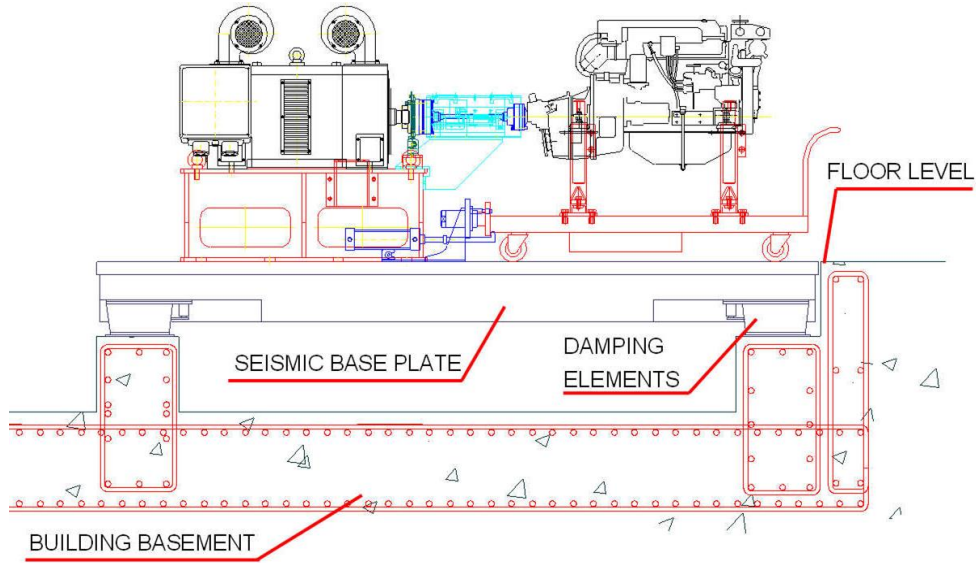 FLOOR LEVEL
SEISMIC BASE PLATE
DAMPING
ELEMENTS
BUILDING BASEMENT